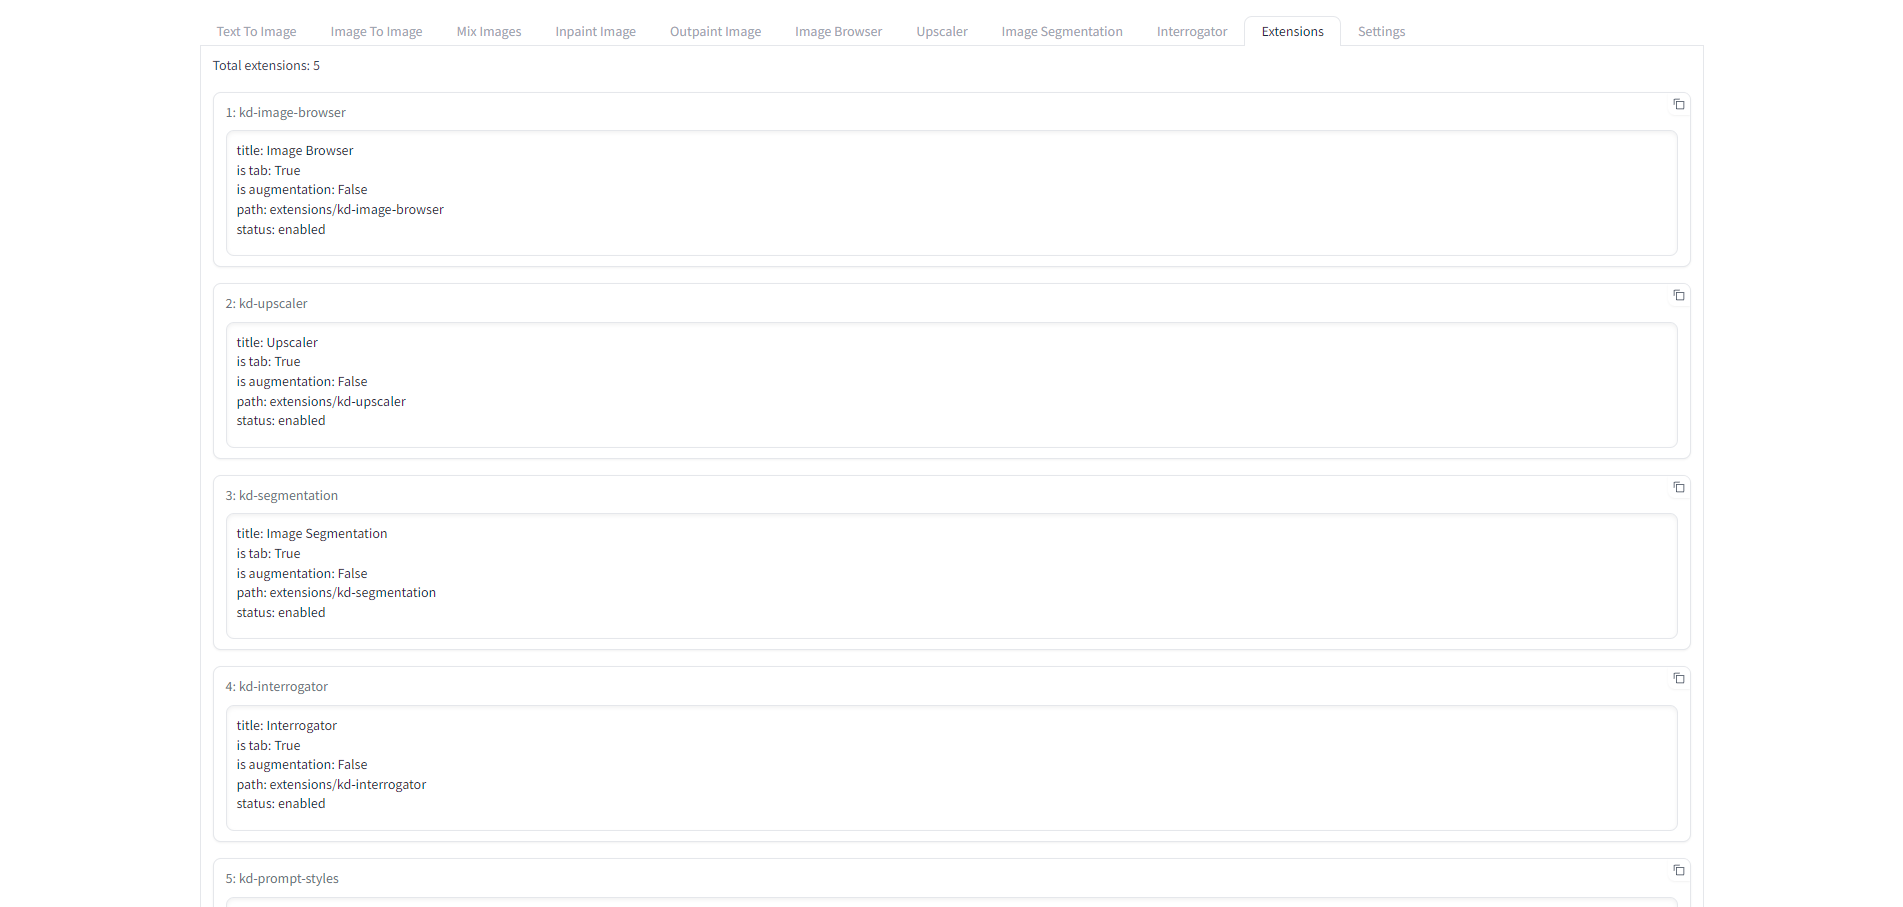 Text To Image Image To Image Mix Images Inpaint Image Outpaint Image Image Browser Upscaler Image Segmentation Interrogator Extensions Settings
Total extensions: 5
1: kd-image-browser
title: Image Browser
is tab: True
is augmentation: False
path: extensions/kd-image-browser
status: enabled
2: kd-upscaler
title: Upscaler
is tab: True
is augmentation: False
path: extensions/kd-upscaler
status: enabled
3: kd-segmentation
title: Image Segmentation
is tab: True
is augmentation: False
path: extensions/kd-segmentation
status: enabled
4: kd-interrogator
title: Interrogator
is tab: True
is augmentation: False
path: extensions/kd-interrogator
status: enabled
5: kd-prompt-styles